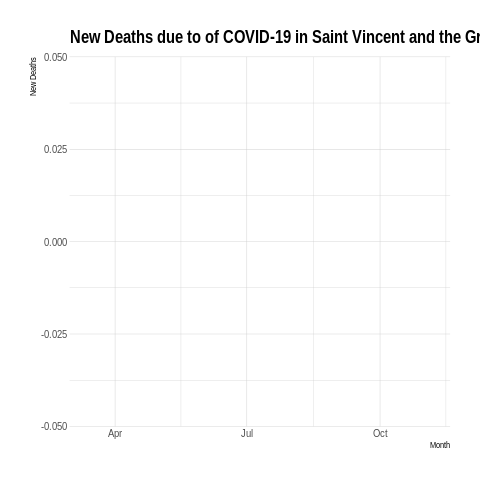 New Deaths due to of COVID-19 in Saint Vincent and the Gr
New Deaths
0.050
0.025
0.000
-0.025
-0.050
Apr Jul Oct
Month